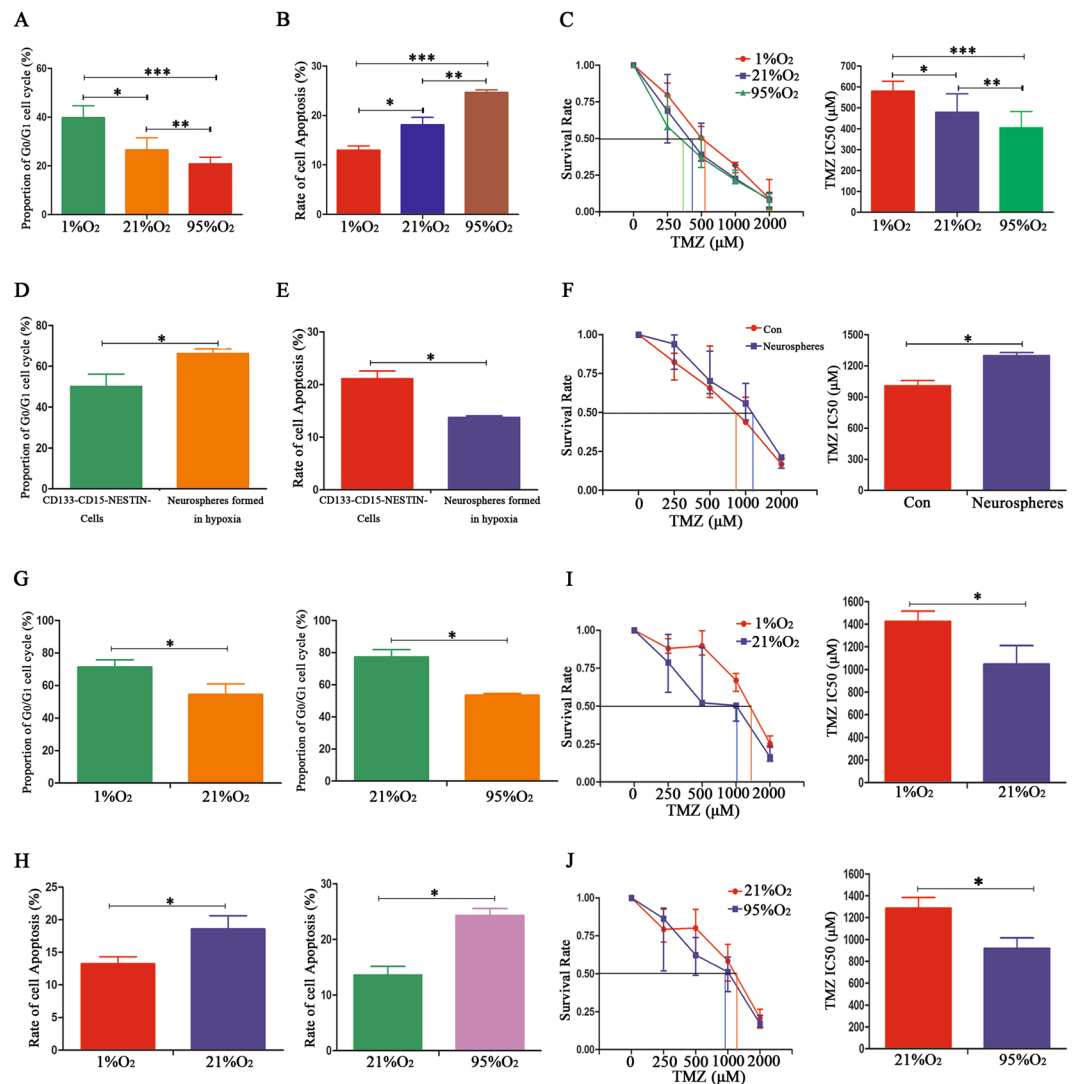 A
Proportion of G0/G1 cell cycle (%)
60
40
20
0
***
*
**
1%O₂ 21%O₂ 95%O₂
B
Rate of cell Apoptosis (%)
30
20
10
0
***
**
*
1%O₂ 21%O₂ 95%O₂
C
Survival Rate
1.00
0.75
0.50
0.25
0.00
1%O₂
21%O₂
95%O₂
0 250 500 1000 2000
TMZ (μM)
TMZ IC50 (μM)
700
600
500
400
300
200
100
0
***
*
**
1%O₂ 21%O₂ 95%O₂
D
Proportion of G0/G1 cell cycle (%)
80
60
40
20
0
*
CD133-CD15-NESTIN- Neurospheres formed
Cells in hypoxia
E
Rate of cell Apoptosis (%)
30
20
10
0
*
CD133-CD15-NESTIN- Neurospheres formed
Cells in hypoxia
F
Survival Rate
1.00
0.75
0.50
0.25
0.00
Con
Neurospheres
0 250 500 1000 2000
TMZ (μM)
TMZ IC50 (μM)
1500
1200
900
600
300
0
*
Con Neurospheres
G
Proportion of G0/G1 cell cycle (%)
100
80
60
40
20
0
*
1%O₂ 21%O₂
Proportion of G0/G1 cell cycle (%)
100
80
60
40
20
0
*
21%O₂ 95%O₂
I
Survival Rate
1.00
0.75
0.50
0.25
0.00
1%O₂
21%O₂
0 250 500 1000 2000
TMZ (μM)
TMZ IC50 (μM)
1600
1400
1200
1000
800
600
400
200
0
*
1%O₂ 21%O₂
H
Rate of cell Apoptosis (%)
25
20
15
10
5
0
*
1%O₂ 21%O₂
Rate of cell Apoptosis (%)
30
20
10
0
*
21%O₂ 95%O₂
J
Survival Rate
1.00
0.75
0.50
0.25
0.00
21%O₂
95%O₂
0 250 500 1000 2000
TMZ (μM)
TMZ IC50 (μM)
1600
1400
1200
1000
800
600
400
200
0
*
21%O₂ 95%O₂